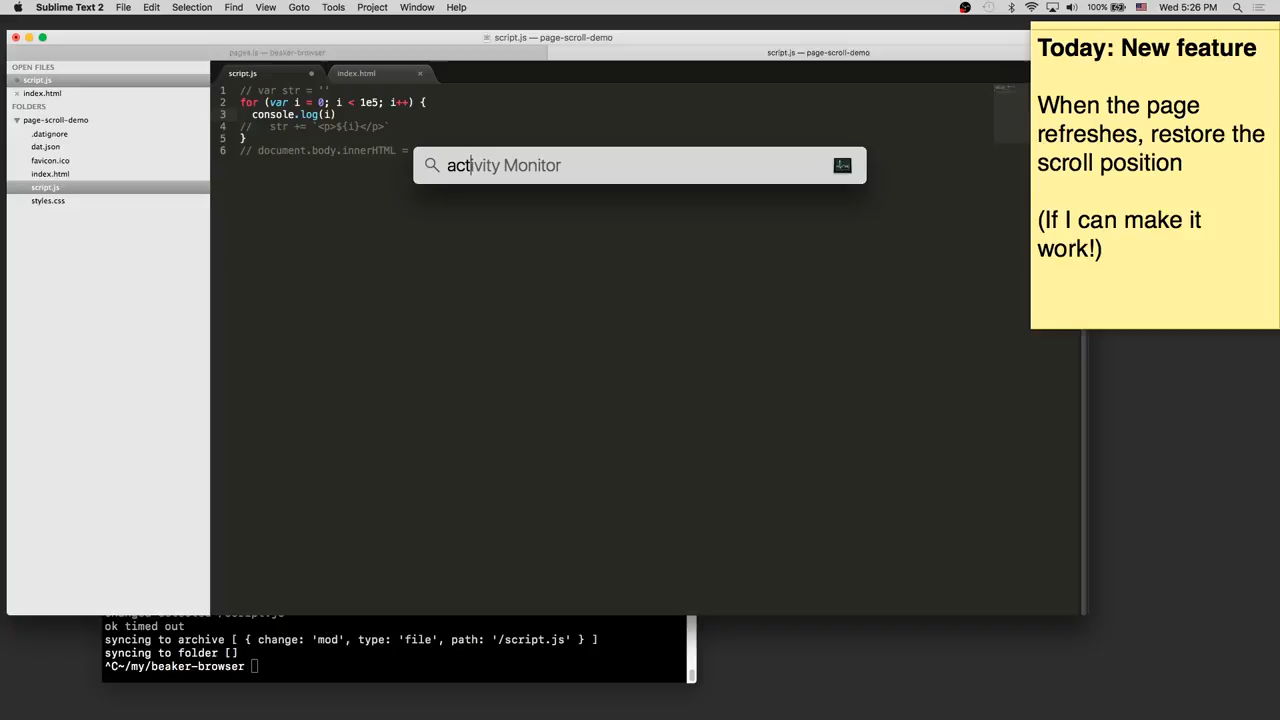 Sublime Text 2 File Edit Selection Find View Goto Tools Project Window Help 100% Wed 5:26 PM
script.js — page-scroll-demo
pages.js — beaker-browser script.js — page-scroll-demo
OPEN FILES
script.js
index.html
FOLDERS
page-scroll-demo
.datignore
dat.json
favicon.ico
index.html
script.js
styles.css
script.js index.html
1 // var str = ''
2 for (var i = 0; i < 1e5; i++) {
3 console.log(i)
4 // str += `<p>${i}</p>`
5 }
6 // document.body.innerHTML =
activity Monitor
Today: New feature
When the page
refreshes, restore the
scroll position
(If I can make it
work!)
ok timed out
syncing to archive [ { change: 'mod', type: 'file', path: '/script.js' } ]
syncing to folder []
^C~/my/beaker-browser